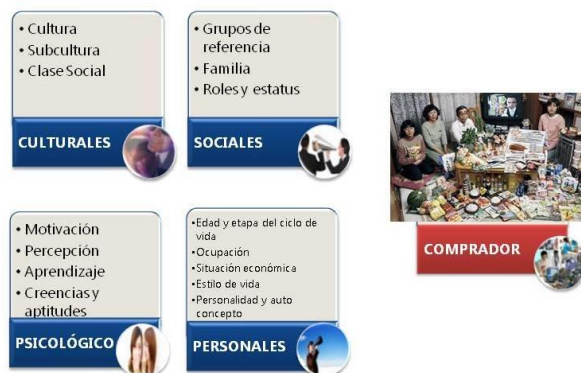 • Cultura
• Subcultura
• Clase Social
CULTURALES
• Grupos de
referencia
• Familia
• Roles y estatus
SOCIALES
COMPRADOR
• Motivación
• Percepción
• Aprendizaje
• Creencias y
aptitudes
PSICOLÓGICO
•Edad y etapa del ciclo de
vida
•Ocupación
•Situación económica
•Estilo de vida
•Personalidad y auto
concepto
PERSONALES